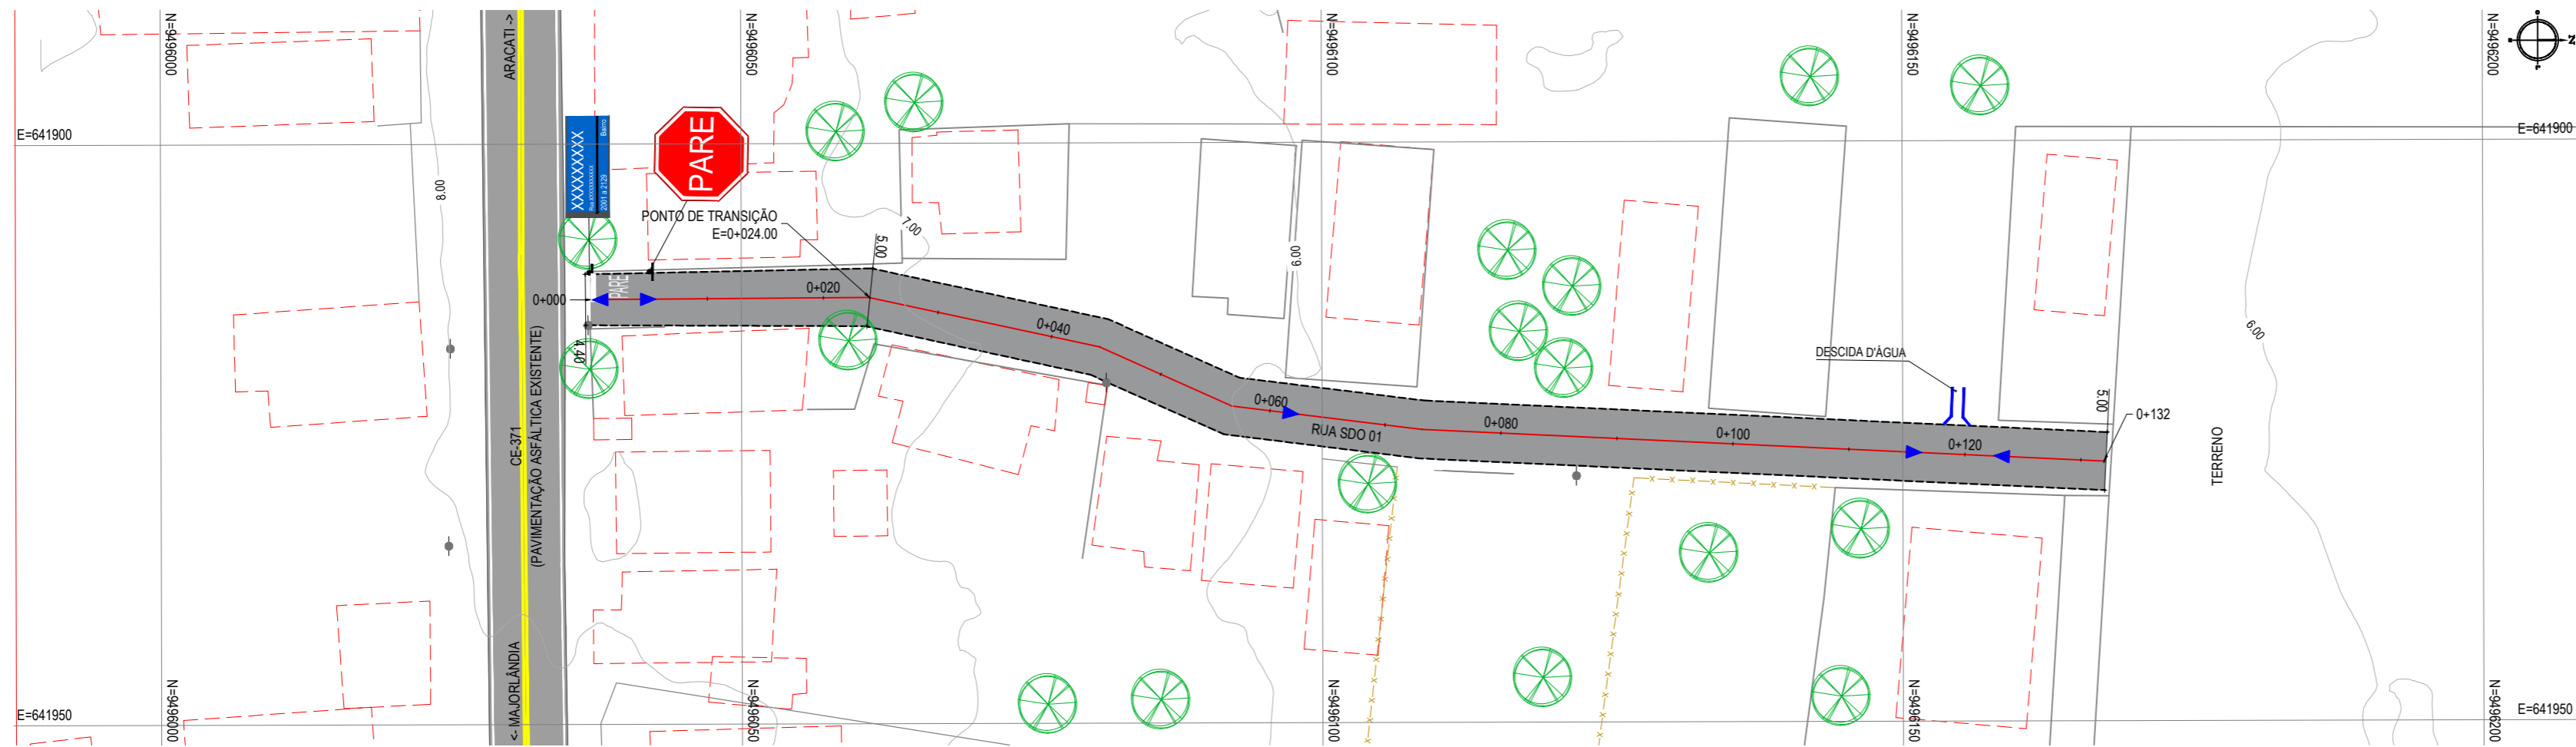 N=9496000
N=9496050
N=9496100
N=9496150
N=9496200
N
ARACATI ->
E=641900
E=641900
8.00
XXXXXXXXX
Bairro
2001 a 2129
PARE
PONTO DE TRANSIÇÃO
E=0+024.00
7.00
5.00
6.00
6.00
0+000
PARE
0+020
0+040
0+060
0+080
0+100
0+120
0+132
4.40
5.00
RUA SDO 01
DESCIDA D'ÁGUA
TERRENO
CE-371
(PAVIMENTAÇÃO ASFÁLTICA EXISTENTE)
<- MAJORLÂNDIA
E=641950
E=641950
N=9496000
N=9496050
N=9496100
N=9496150
N=9496200